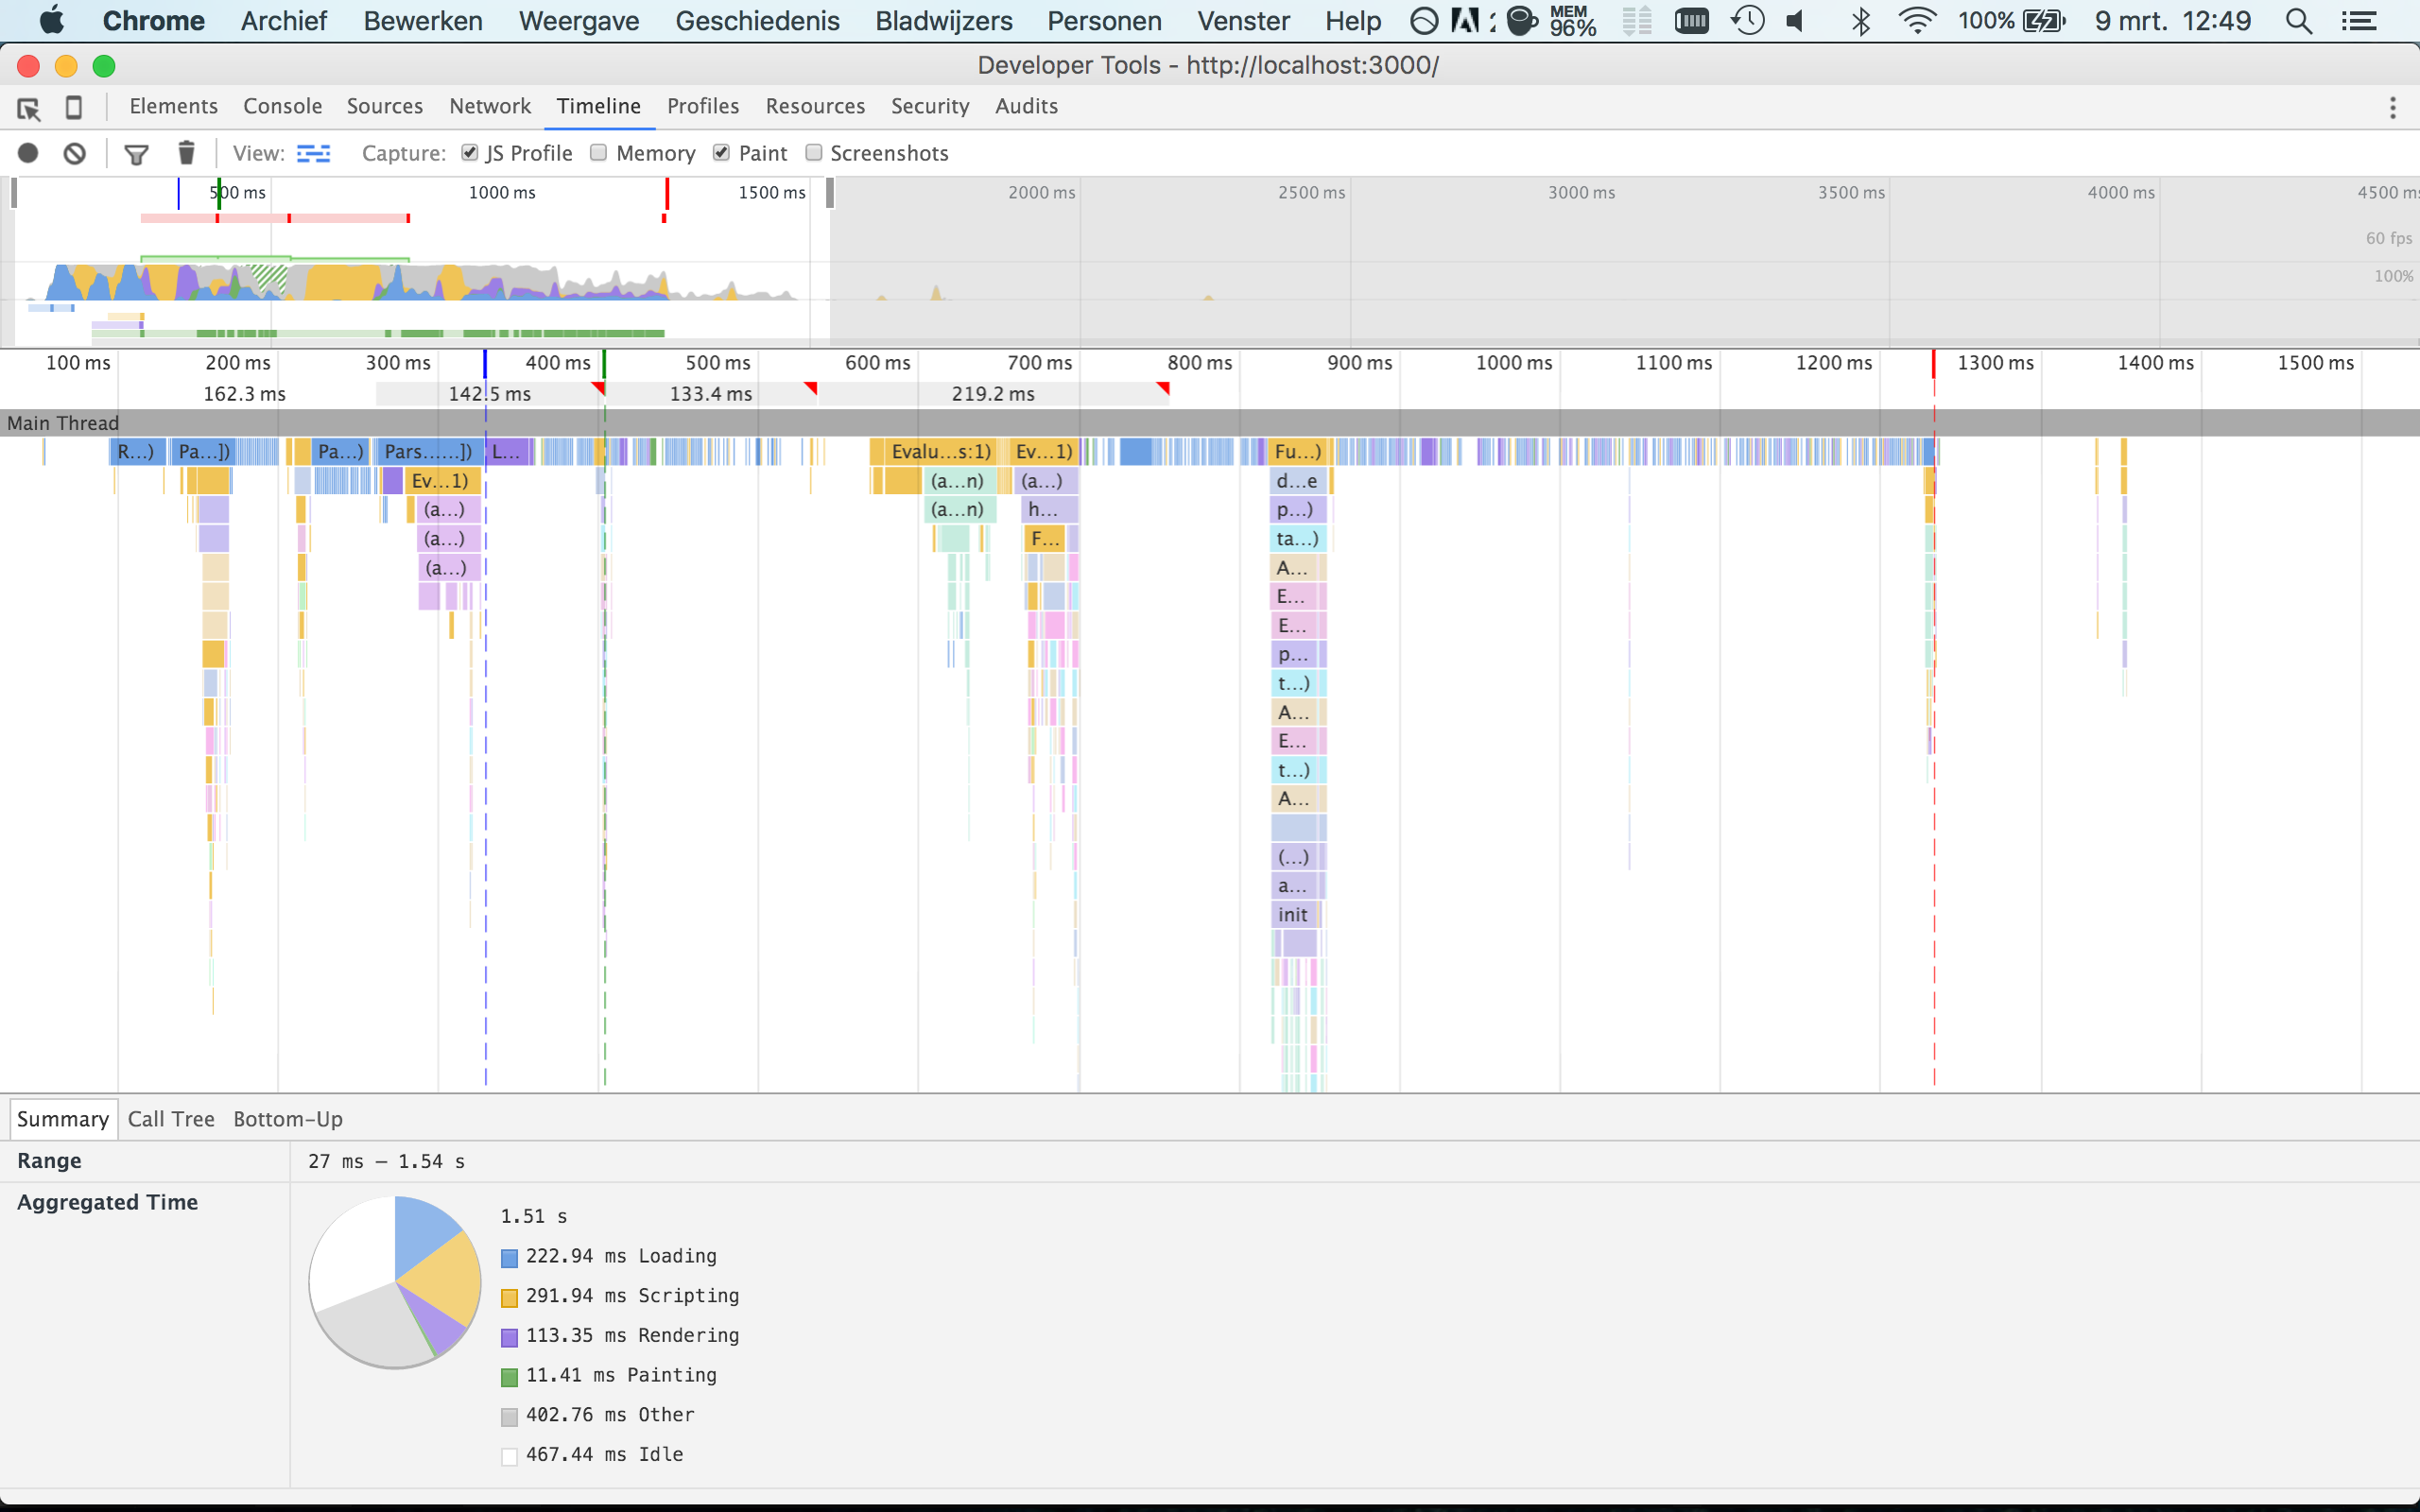 Chrome Archief Bewerken Weergave Geschiedenis Bladwijzers Personen Venster Help MEM 96% 100% 9 mrt. 12:49
Developer Tools - http://localhost:3000/
Elements Console Sources Network Timeline Profiles Resources Security Audits
View: Capture: JS Profile Memory Paint Screenshots
500 ms 1000 ms 1500 ms 2000 ms 2500 ms 3000 ms 3500 ms 4000 ms 4500 ms
60 fps
100%
100 ms 200 ms 300 ms 400 ms 500 ms 600 ms 700 ms 800 ms 900 ms 1000 ms 1100 ms 1200 ms 1300 ms 1400 ms 1500 ms
162.3 ms 142.5 ms 133.4 ms 219.2 ms
Main Thread
R...) Pa...]) Pa...) Pars......]) L... Evalu...s:1) Ev...1) Fu...)
Ev...1) (a...n) (a...) d...e
(a...) (a...n) h... p...)
(a...) F... ta...)
(a...) A...
E...
E...
p...
t...)
A...
E...
t...)
A...
(...)
a...
init
Summary Call Tree Bottom-Up
Range 27 ms – 1.54 s
Aggregated Time
1.51 s
222.94 ms Loading
291.94 ms Scripting
113.35 ms Rendering
11.41 ms Painting
402.76 ms Other
467.44 ms Idle